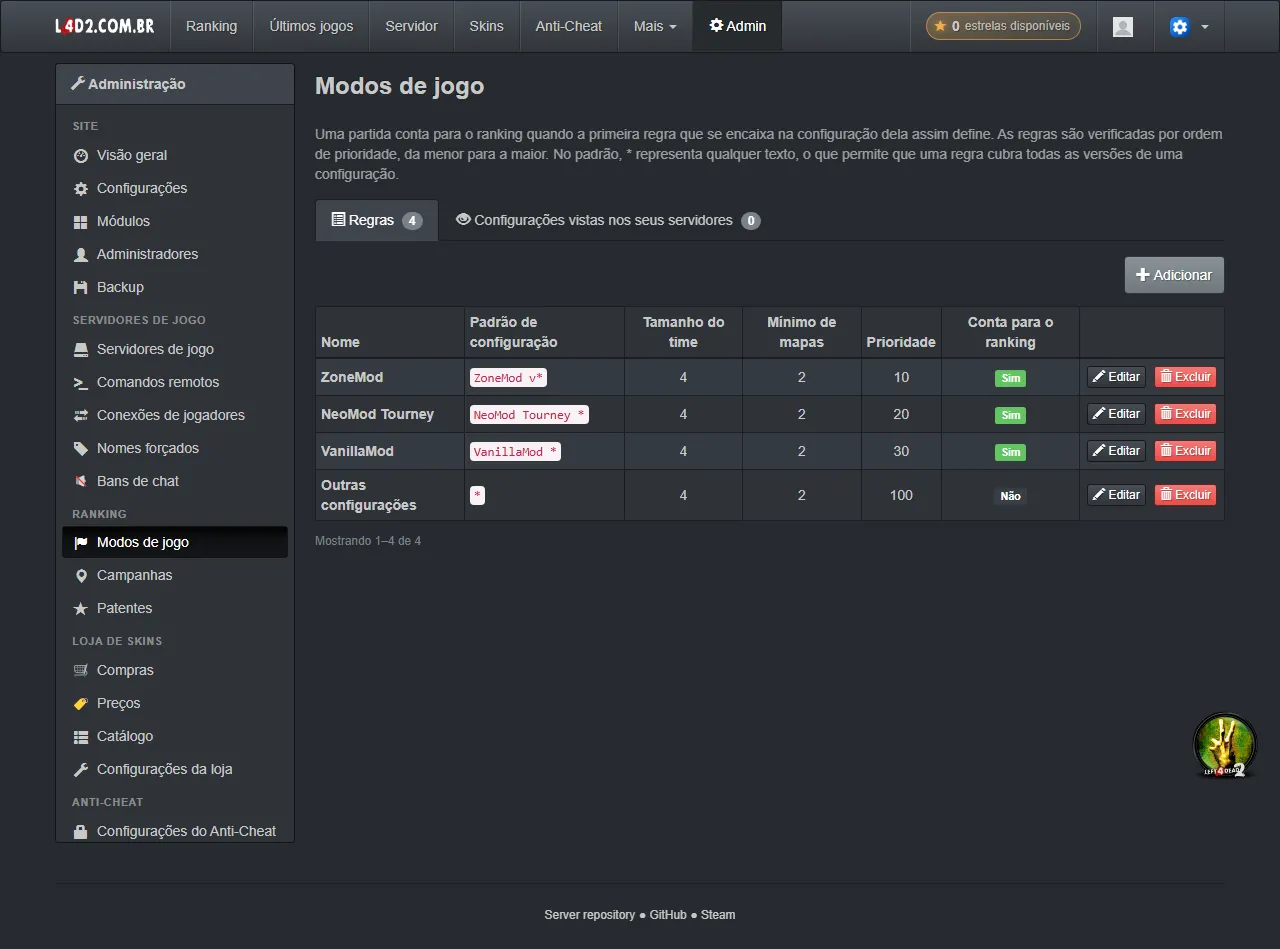 L4D2.COM.BR
Ranking
Últimos jogos
Servidor
Skins
Anti-Cheat
Mais
Admin
0 estrelas disponíveis
Administração
SITE
Visão geral
Configurações
Módulos
Administradores
Backup
SERVIDORES DE JOGO
Servidores de jogo
Comandos remotos
Conexões de jogadores
Nomes forçados
Bans de chat
RANKING
Modos de jogo
Campanhas
Patentes
LOJA DE SKINS
Compras
Preços
Catálogo
Configurações da loja
ANTI-CHEAT
Configurações do Anti-Cheat
Modos de jogo
Uma partida conta para o ranking quando a primeira regra que se encaixa na configuração dela assim define. As regras são verificadas por ordem
de prioridade, da menor para a maior. No padrão, * representa qualquer texto, o que permite que uma regra cubra todas as versões de uma
configuração.
Regras 4
Configurações vistas nos seus servidores 0
Adicionar
Nome
Padrão de
configuração
Tamanho do
time
Mínimo de
mapas
Prioridade
Conta para o
ranking
ZoneMod
ZoneMod v*
4
2
10
Sim
Editar
Excluir
NeoMod Tourney
NeoMod Tourney *
4
2
20
Sim
Editar
Excluir
VanillaMod
VanillaMod *
4
2
30
Sim
Editar
Excluir
Outras
configurações
*
4
2
100
Não
Editar
Excluir
Mostrando 1–4 de 4
LEFT 4 DEAD 2
Server repository ● GitHub ● Steam